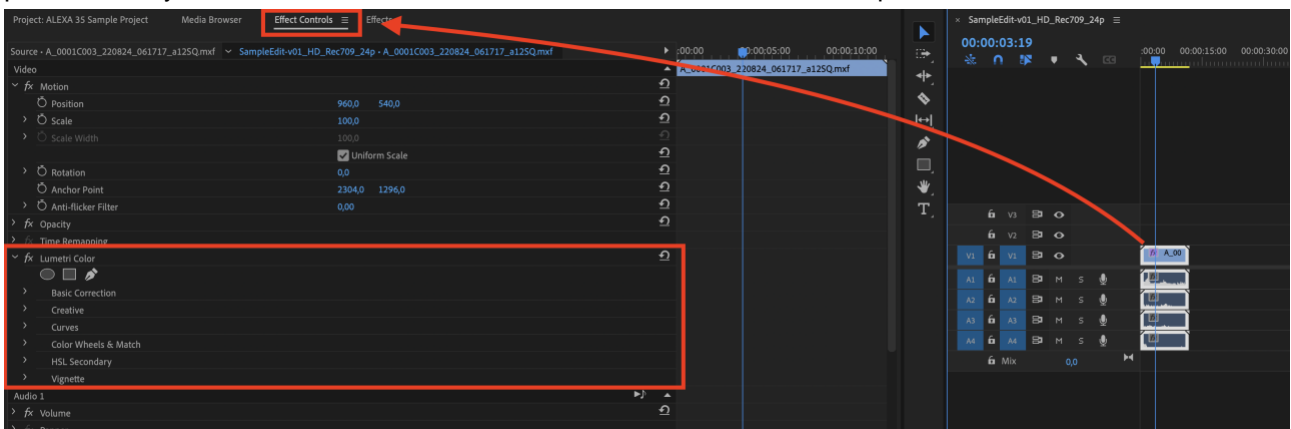 Project: ALEXA 35 Sample Project Media Browser Effect Controls Effects
Source • A_0001C003_220824_061717_a12SQ.mxf SampleEdit-v01_HD_Rec709_24p • A_0001C003_220824_061717_a12SQ.mxf
:00:00 00:00:05:00 00:00:10:00
Video
A_0001C003_220824_061717_a12SQ.mxf
fx Motion
Position 960,0 540,0
Scale 100,0
Scale Width 100,0
Uniform Scale
Rotation 0,0
Anchor Point 2304,0 1296,0
Anti-flicker Filter 0,00
fx Opacity
fx Time Remapping
fx Lumetri Color
Basic Correction
Creative
Curves
Color Wheels & Match
HSL Secondary
Vignette
Audio 1
fx Volume
T
× SampleEdit-v01_HD_Rec709_24p
00:00:03:19
:00:00 00:00:15:00 00:00:30:00
V3
V2
V1 V1 fx A_00
A1 A1 M S
A2 A2 M S
A3 A3 M S
A4 A4 M S
Mix 0,0